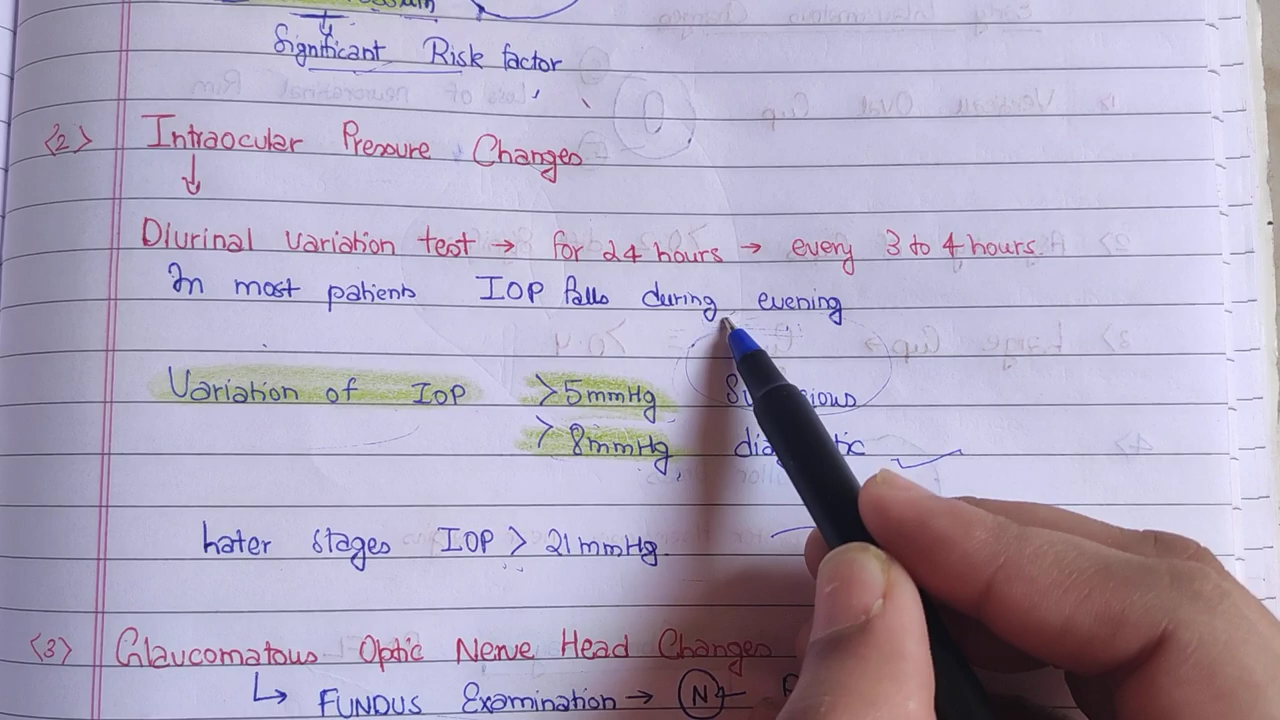 Significant Risk factor
<2> Intraocular Pressure Changes
↓
Diurinal variation test → for 24 hours → every 3 to 4 hours.
In most patients IOP falls during evening
Variation of IOP >5mmHg
>8mmHg
Later stages IOP > 21mmHg.
<3> Glaucomatous Optic Nerve Head Changes
↳ FUNDUS Examination → N